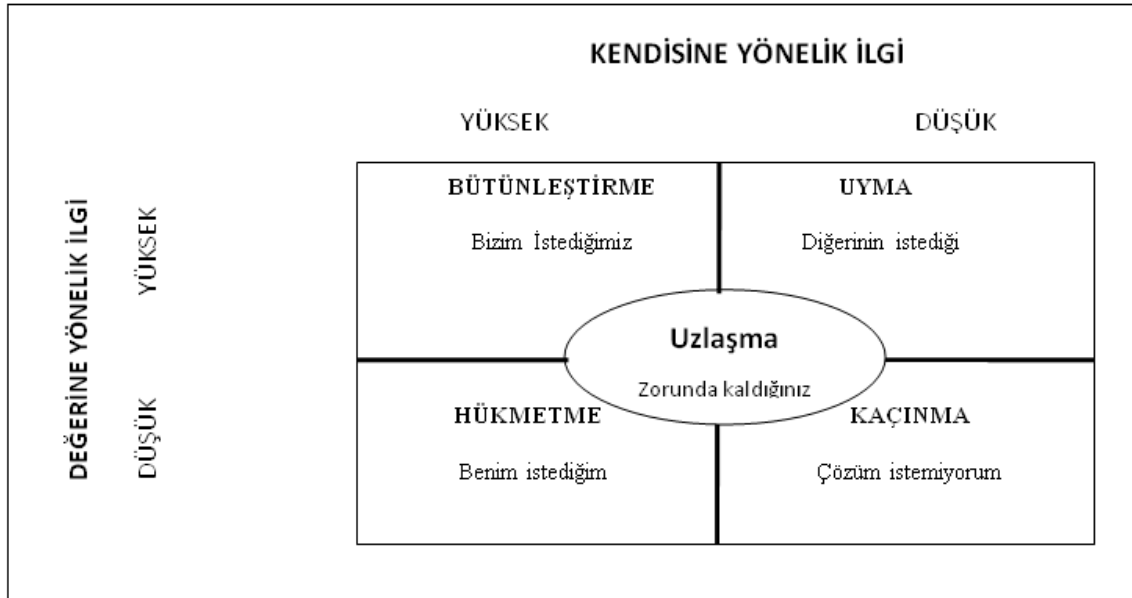 KENDİSİNE YÖNELİK İLGİ
YÜKSEK
DÜŞÜK
DEĞERİNE YÖNELİK İLGİ
YÜKSEK
DÜŞÜK
BÜTÜNLEŞTİRME
Bizim İstediğimiz
UYMA
Diğerinin istediği
Uzlaşma
Zorunda kaldığınız
HÜKMETME
Benim istediğim
KAÇINMA
Çözüm istemiyorum